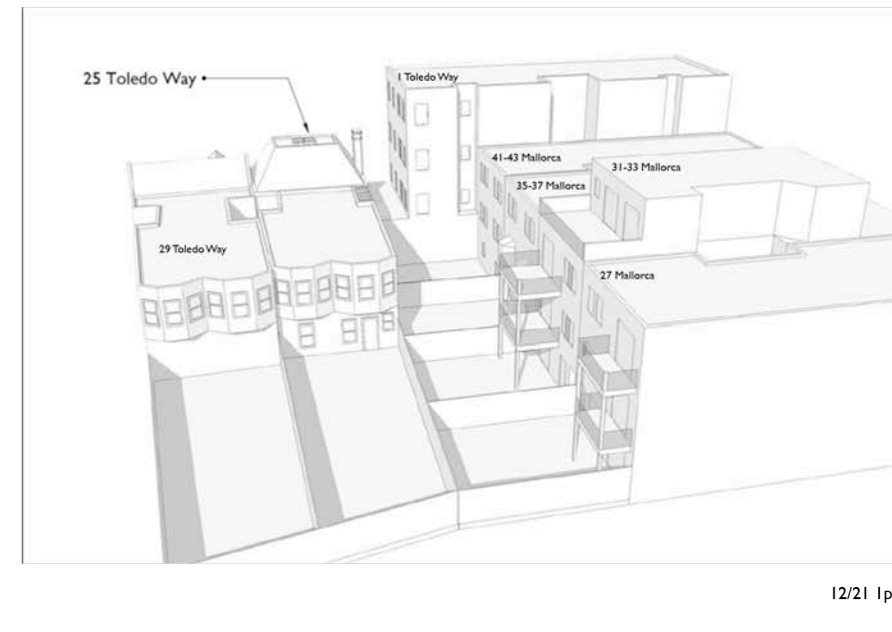 25 Toledo Way
1 Toledo Way
41-43 Mallorca
31-33 Mallorca
35-37 Mallorca
29 Toledo Way
27 Mallorca
12/21 1p